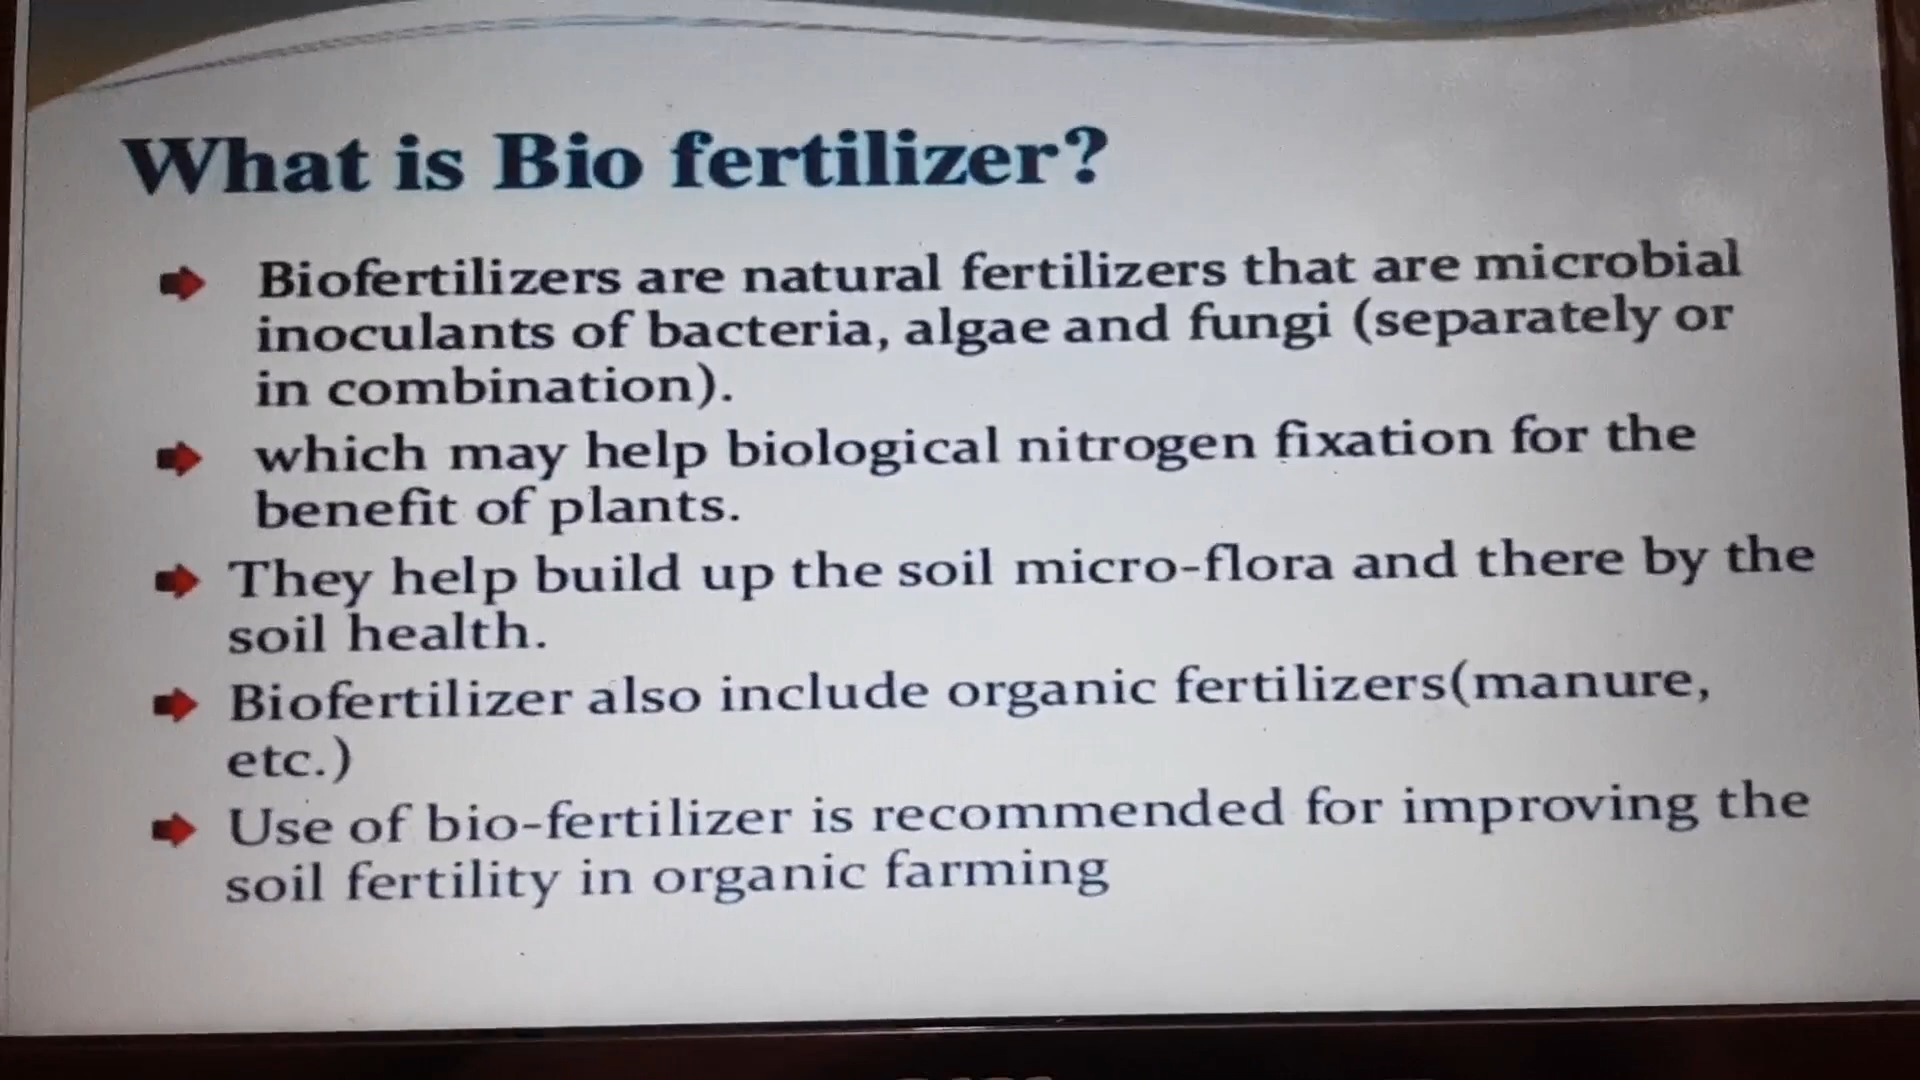 What is Bio fertilizer?
Biofertilizers are natural fertilizers that are microbial
inoculants of bacteria, algae and fungi (separately or
in combination).
which may help biological nitrogen fixation for the
benefit of plants.
They help build up the soil micro-flora and there by the
soil health.
Biofertilizer also include organic fertilizers(manure,
etc.)
Use of bio-fertilizer is recommended for improving the
soil fertility in organic farming